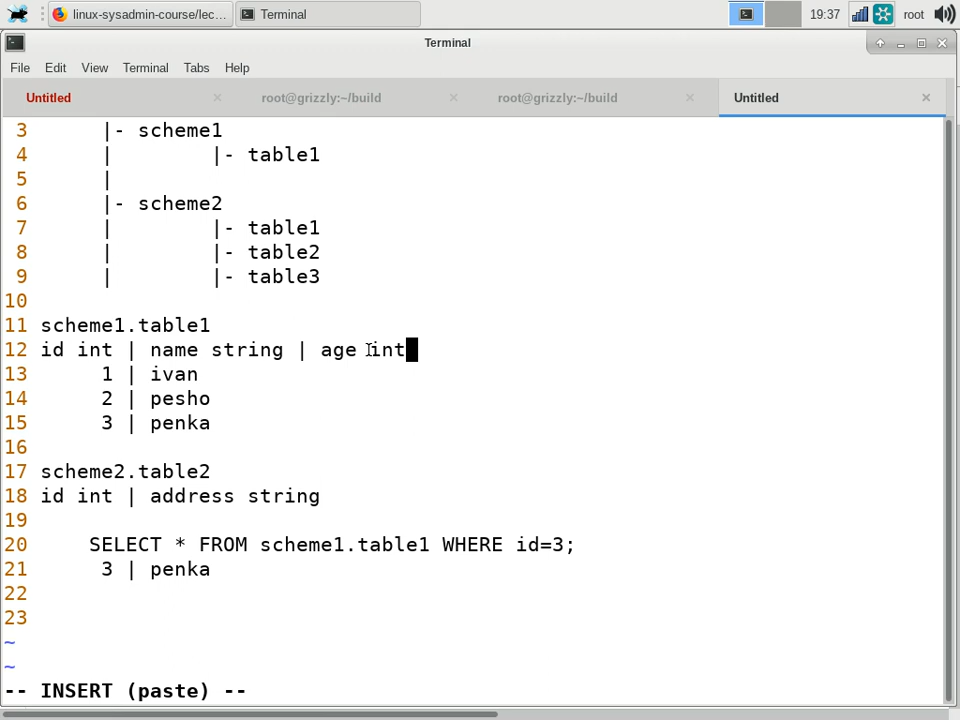 linux-sysadmin-course/lec...
Terminal
19:37
root
Terminal
File Edit View Terminal Tabs Help
Untitled
root@grizzly:~/build
root@grizzly:~/build
Untitled
3 |- scheme1
4 | |- table1
5 |
6 |- scheme2
7 | |- table1
8 | |- table2
9 | |- table3
10
11 scheme1.table1
12 id int | name string | age int
13 1 | ivan
14 2 | pesho
15 3 | penka
16
17 scheme2.table2
18 id int | address string
19
20 SELECT * FROM scheme1.table1 WHERE id=3;
21 3 | penka
22
23
~
~
-- INSERT (paste) --